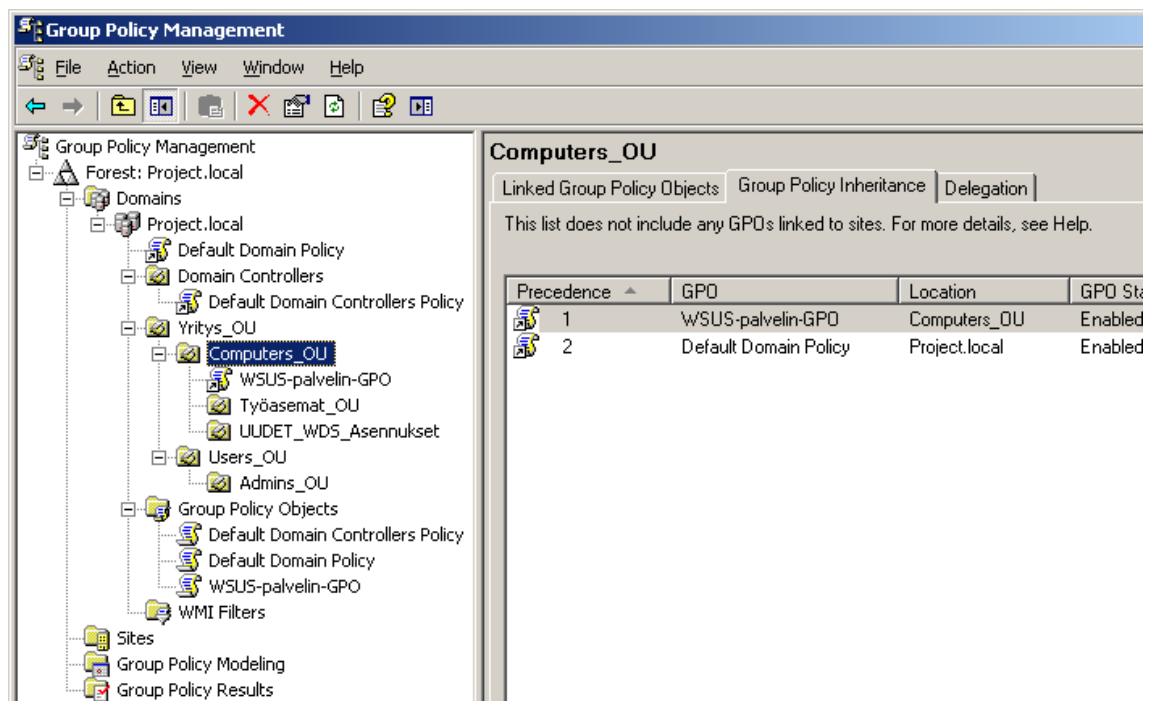 Group Policy Management
File Action View Window Help
Group Policy Management
Forest: Project.local
Domains
Project.local
Default Domain Policy
Domain Controllers
Default Domain Controllers Policy
Yritys_OU
Computers_OU
WSUS-palvelin-GPO
Työasemat_OU
UUDET_WDS_Asennukset
Users_OU
Admins_OU
Group Policy Objects
Default Domain Controllers Policy
Default Domain Policy
WSUS-palvelin-GPO
WMI Filters
Sites
Group Policy Modeling
Group Policy Results
Computers_OU
Linked Group Policy Objects Group Policy Inheritance Delegation
This list does not include any GPOs linked to sites. For more details, see Help.
Precedence GPO Location GPO Sta
1 WSUS-palvelin-GPO Computers_OU Enabled
2 Default Domain Policy Project.local Enabled